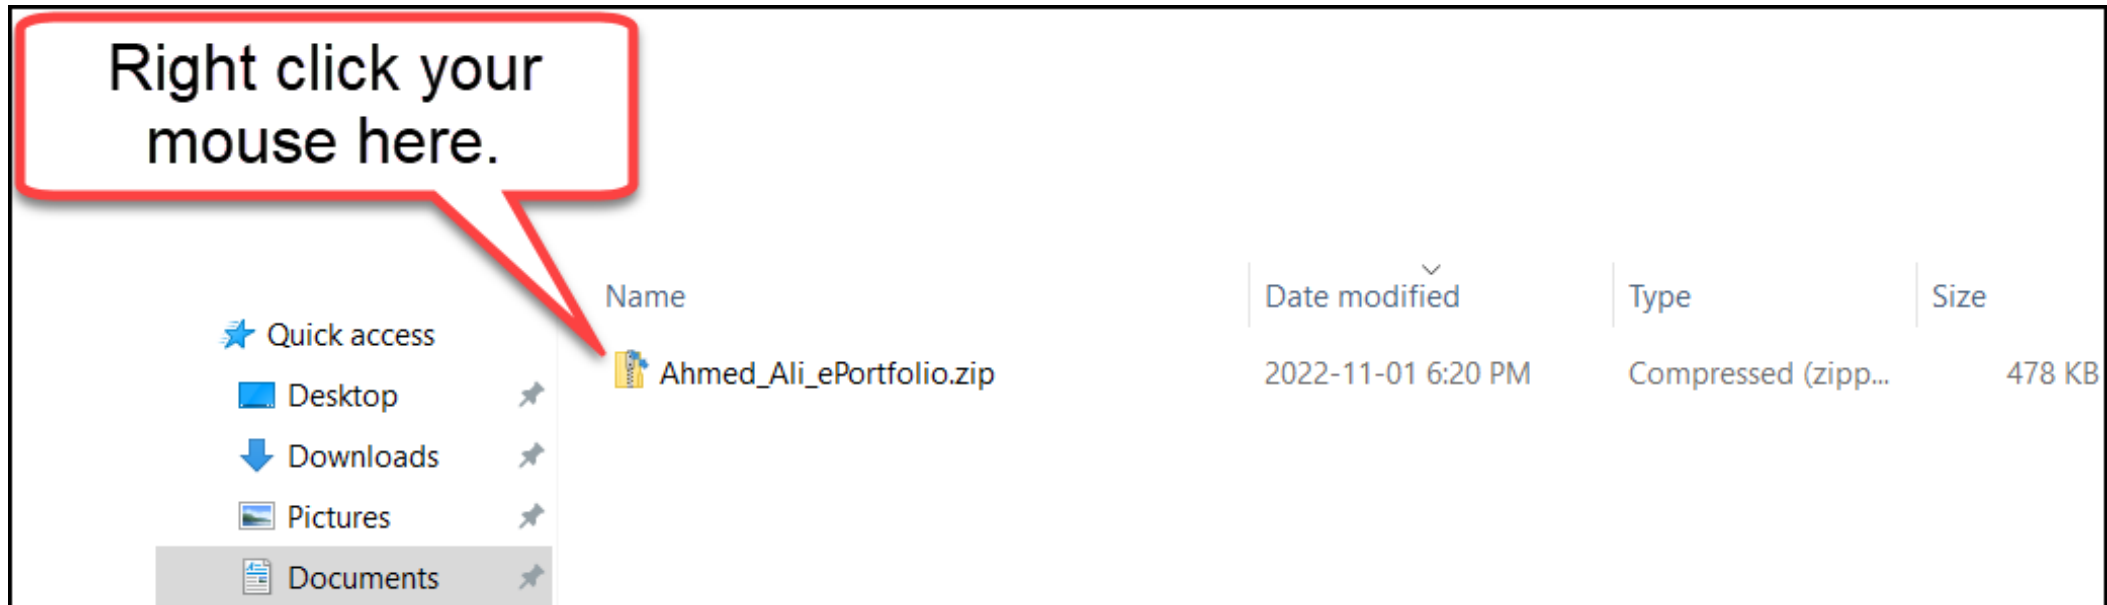 Right click your
mouse here.
Name Date modified Type Size
Quick access
Ahmed_Ali_ePortfolio.zip 2022-11-01 6:20 PM Compressed (zipp... 478 KB
Desktop
Downloads
Pictures
Documents